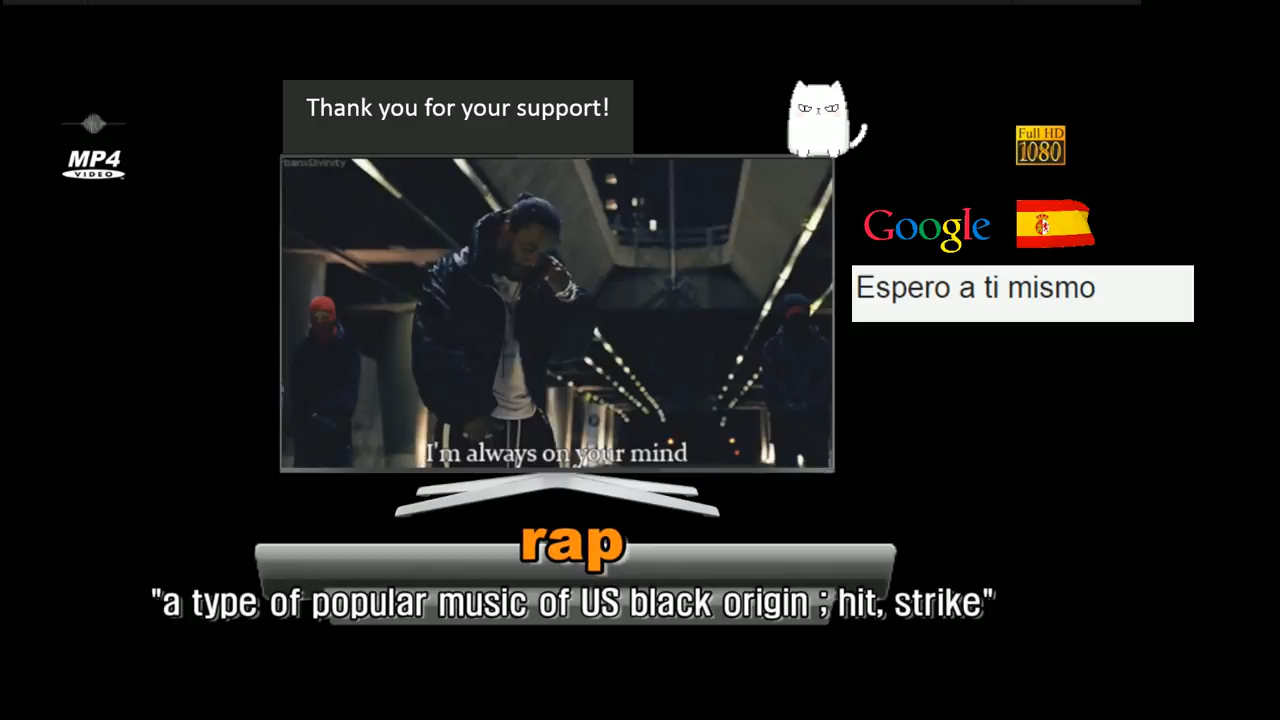 Thank you for your support!
MP4
VIDEO
Full HD
1080
Google
Espero a ti mismo
I'm always on your mind
rap
"a type of popular music of US black origin ; hit, strike"